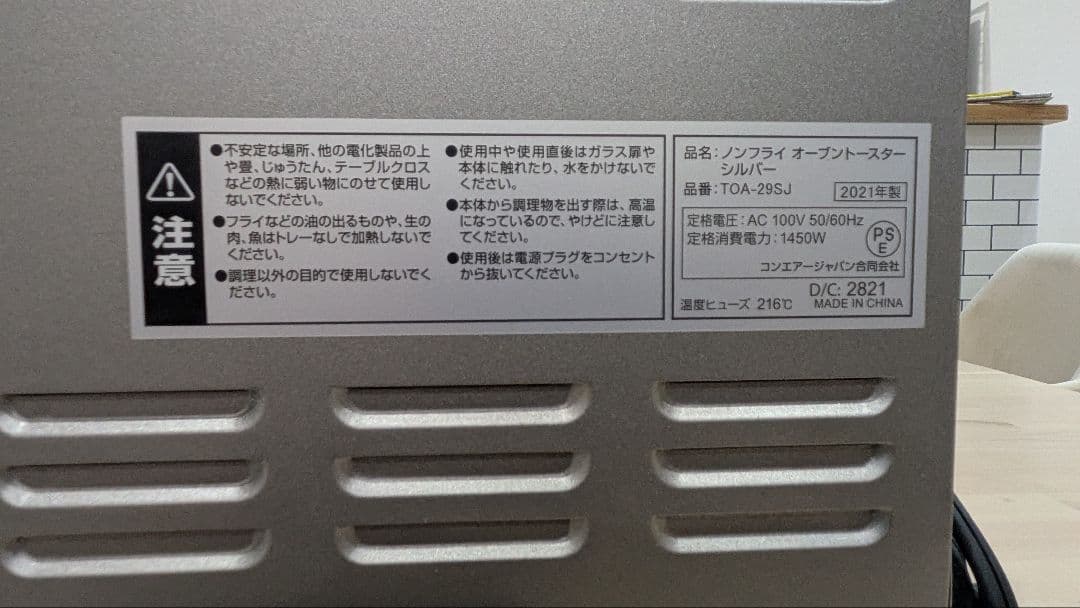 注意
●不安定な場所、他の電化製品の上
や畳、じゅうたん、テーブルクロス
などの熱に弱い物にのせて使用し
ないでください。
●フライなどの油の出るものや、生の
肉、魚はトレーなしで加熱しないで
ください。
●調理以外の目的で使用しないでく
ださい。
●使用中や使用直後はガラス扉や
本体に触れたり、水をかけないで
ください。
●本体から調理物を出す際は、高温
になっているので、やけどに注意し
てください。
●使用後は電源プラグをコンセント
から抜いてください。
品名：ノンフライ オーブントースター
シルバー
品番：TOA-29SJ 2021年製
定格電圧：AC 100V 50/60Hz
定格消費電力：1450W
PS
E
コンエアージャパン合同会社
D/C: 2821
温度ヒューズ 216℃ MADE IN CHINA